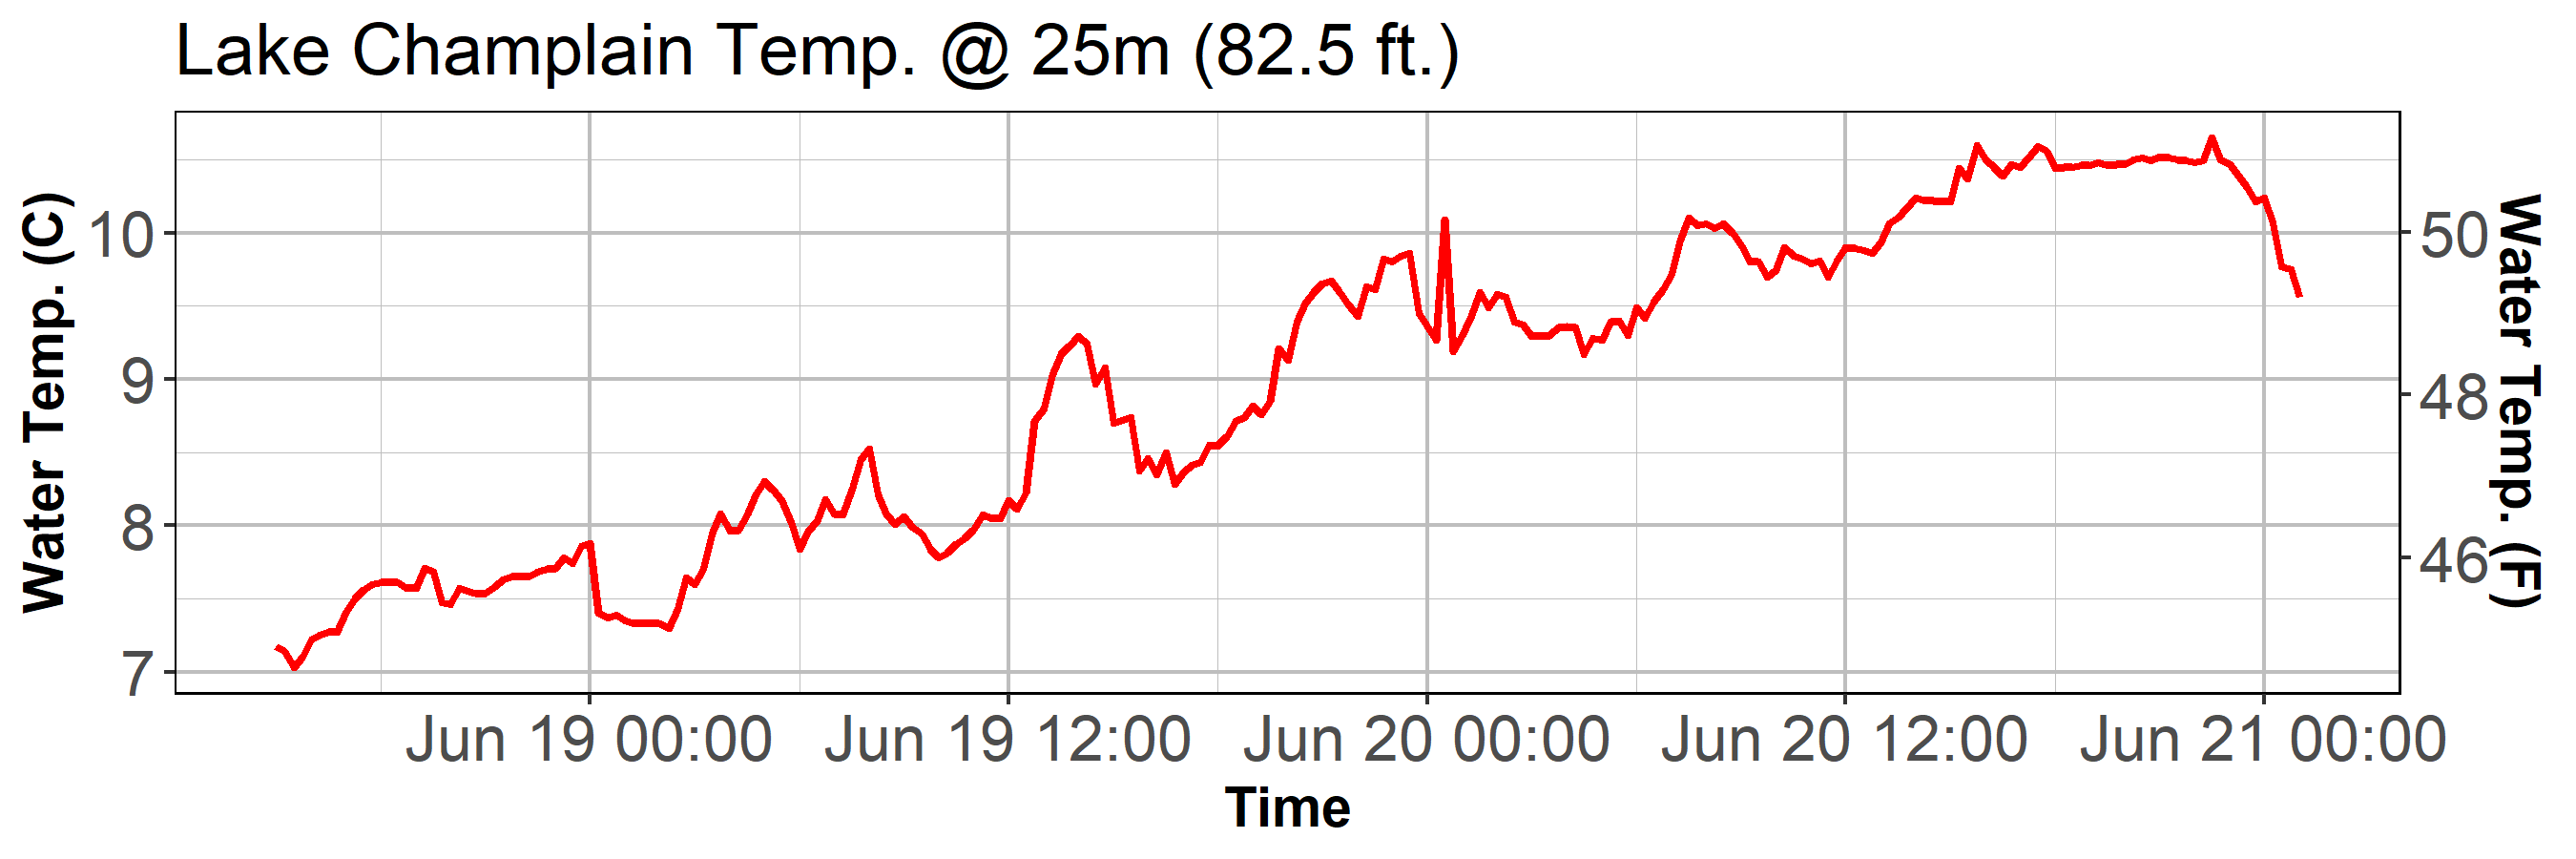 Lake Champlain Temp. @ 25m (82.5 ft.)
Water Temp. (C)
10
9
8
7
50
48
46
Water Temp. (F)
Jun 19 00:00 Jun 19 12:00 Jun 20 00:00 Jun 20 12:00 Jun 21 00:00
Time